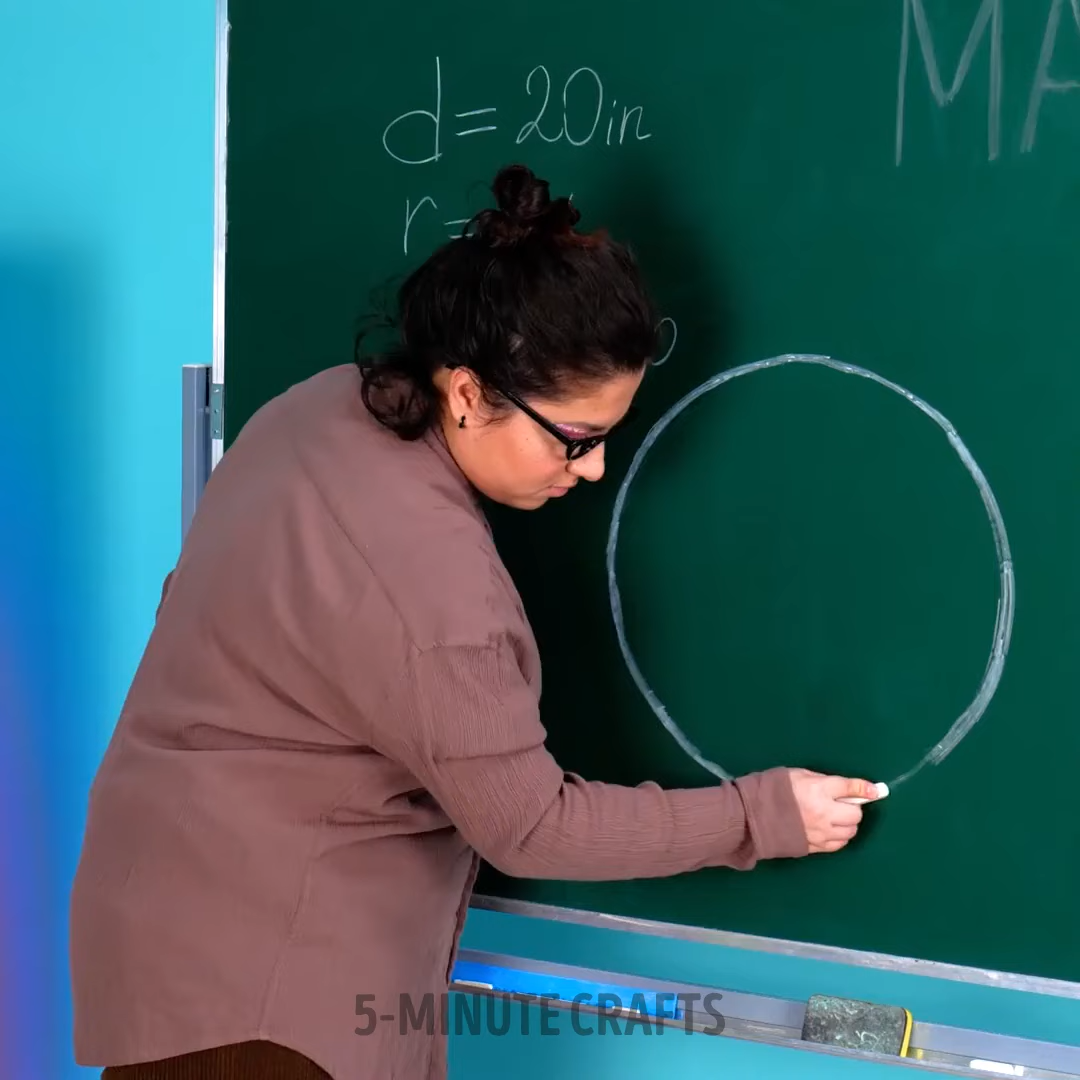 MA
d = 20in
r =
5-MINUTE CRAFTS